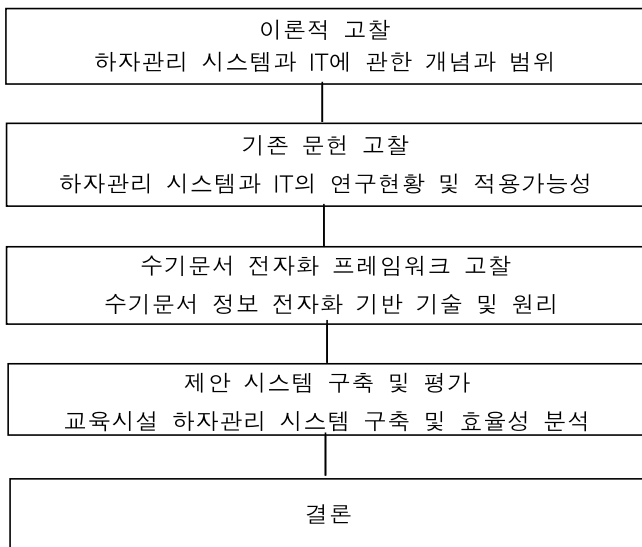 이론적 고찰
하자관리 시스템과 IT에 관한 개념과 범위
기존 문헌 고찰
하자관리 시스템과 IT의 연구현황 및 적용가능성
수기문서 전자화 프레임워크 고찰
수기문서 정보 전자화 기반 기술 및 원리
제안 시스템 구축 및 평가
교육시설 하자관리 시스템 구축 및 효율성 분석
결론